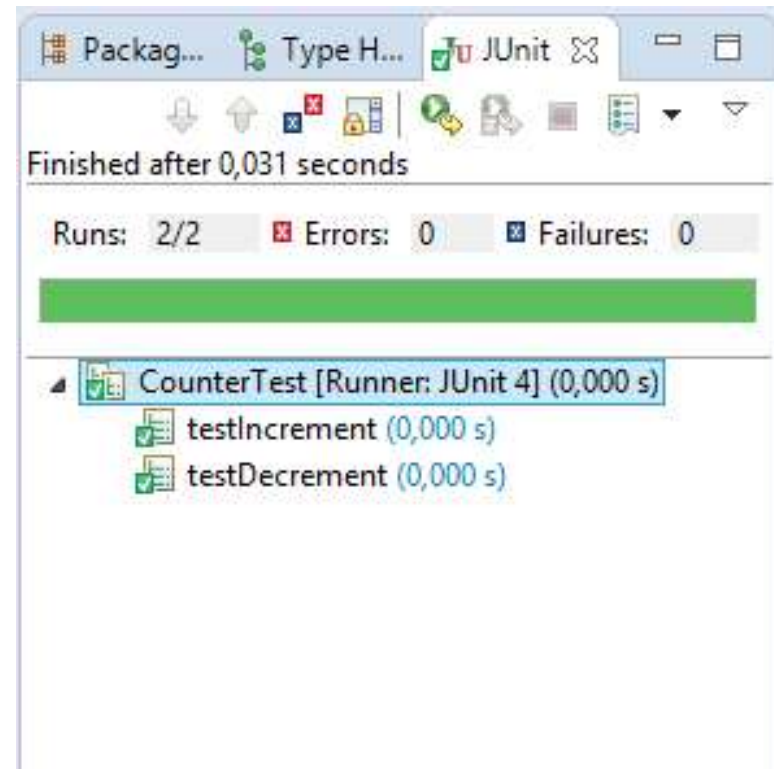 Packag... Type H... JUnit
Finished after 0,031 seconds
Runs: 2/2 Errors: 0 Failures: 0
CounterTest [Runner: JUnit 4] (0,000 s)
testIncrement (0,000 s)
testDecrement (0,000 s)